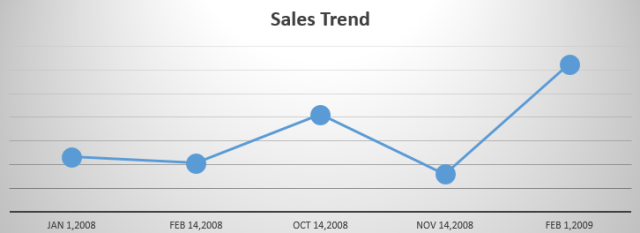 Sales Trend
JAN 1,2008 FEB 14,2008 OCT 14,2008 NOV 14,2008 FEB 1,2009